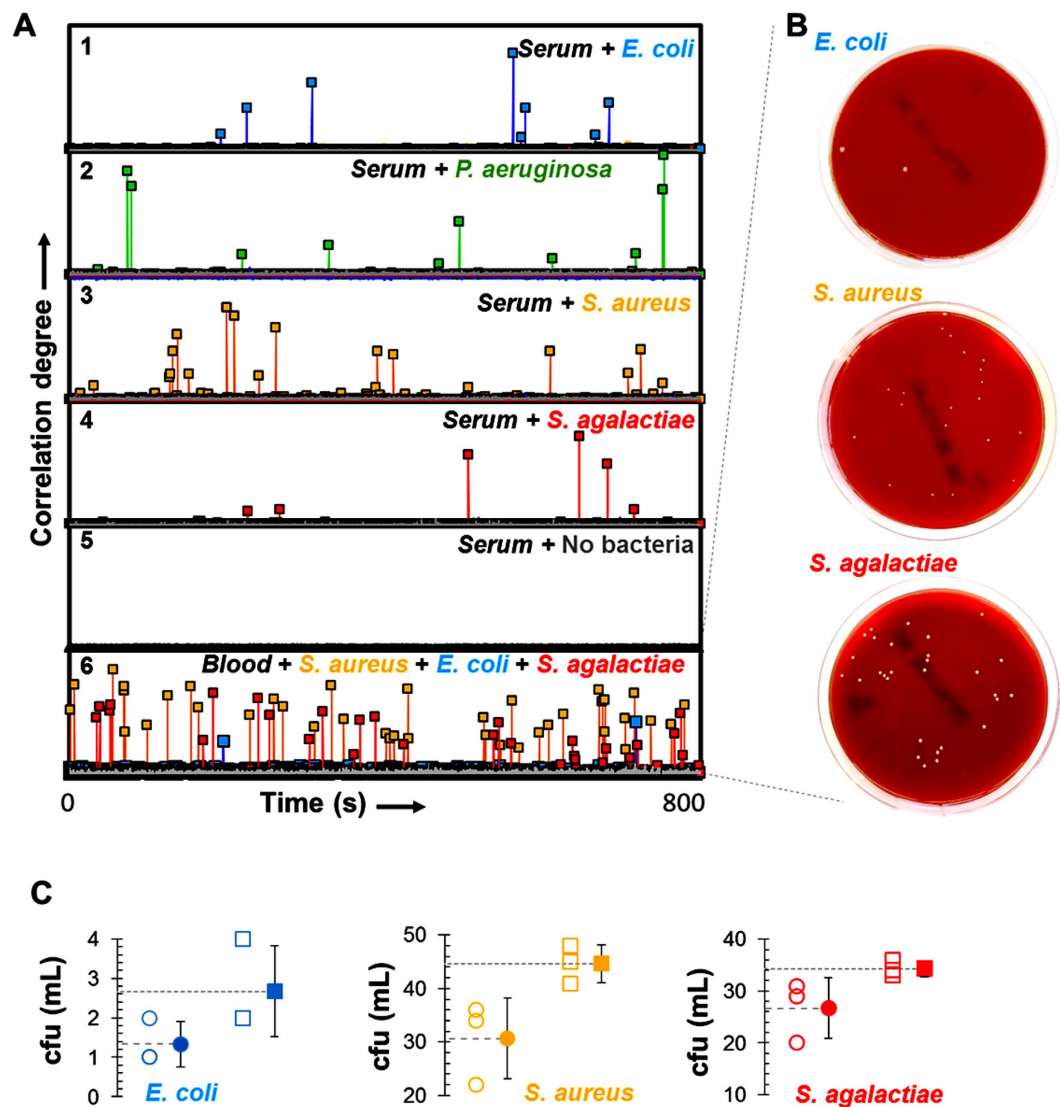 A
B
1
Serum + E. coli
2
Serum + P. aeruginosa
3
Serum + S. aureus
4
Serum + S. agalactiae
5
Serum + No bacteria
6
Blood + S. aureus + E. coli + S. agalactiae
Correlation degree
0
Time (s)
800
E. coli
S. aureus
S. agalactiae
C
cfu (mL)
4
3
2
1
0
E. coli
cfu (mL)
50
40
30
20
S. aureus
cfu (mL)
40
30
20
10
S. agalactiae